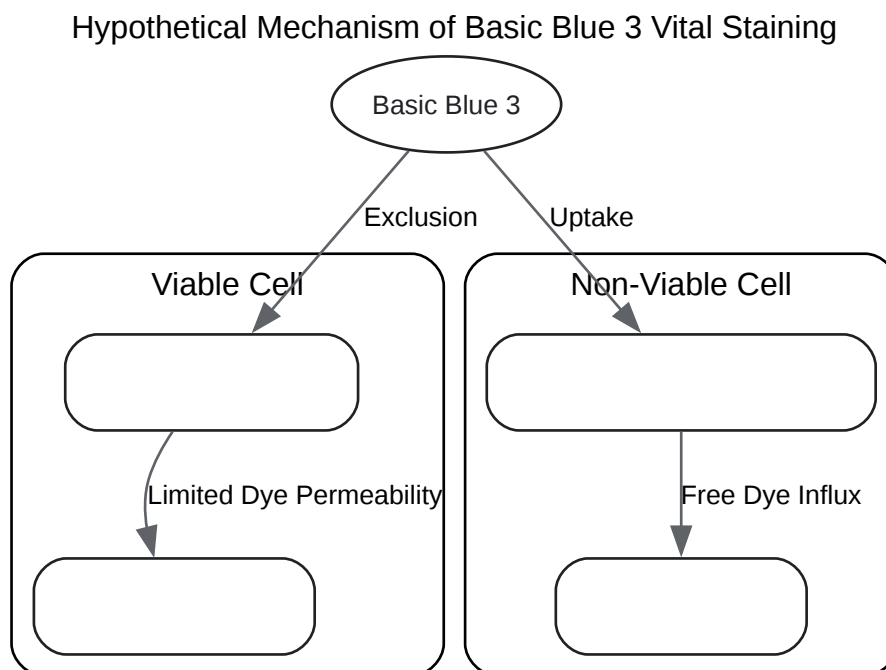 Hypothetical Mechanism of Basic Blue 3 Vital Staining
Basic Blue 3
Exclusion
Uptake
Viable Cell
Non-Viable Cell
Limited Dye Permeability
Free Dye Influx